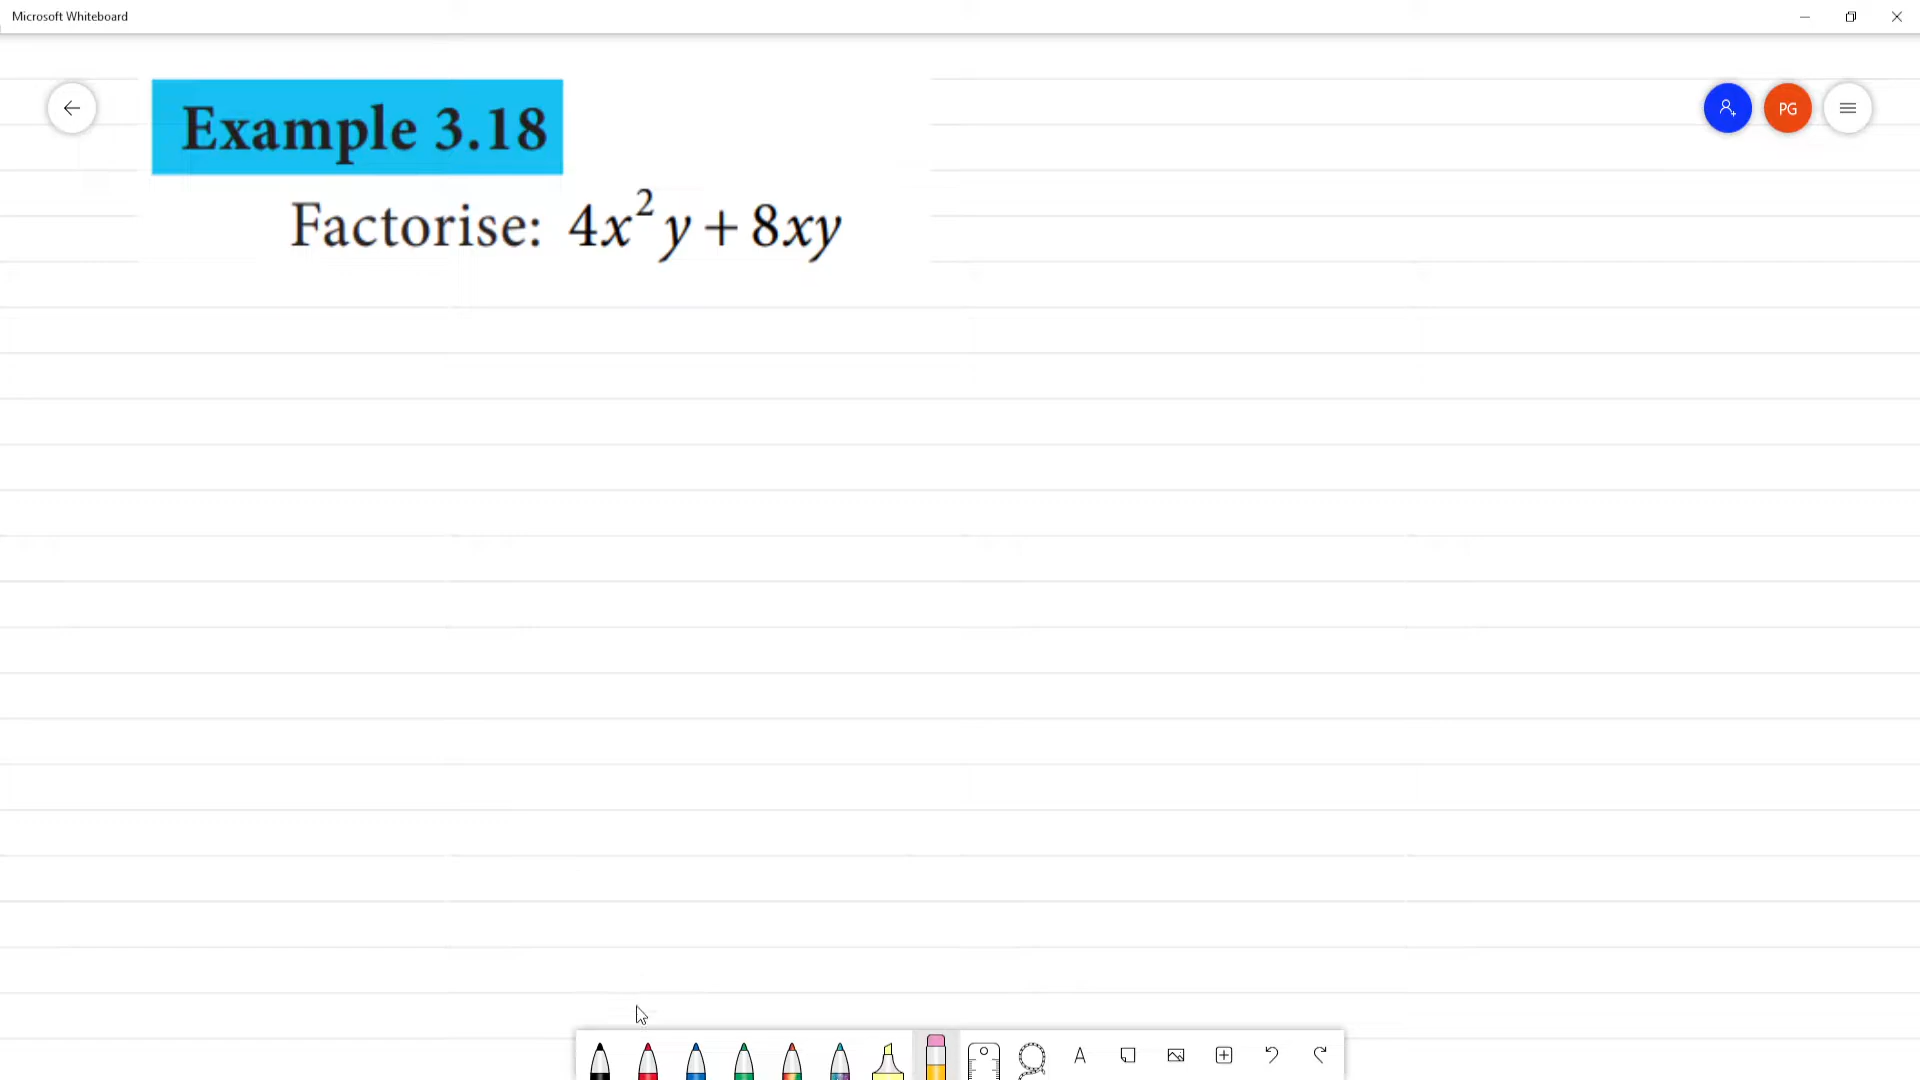 Microsoft Whiteboard
Example 3.18
PG
Factorise: 4x²y + 8xy
A